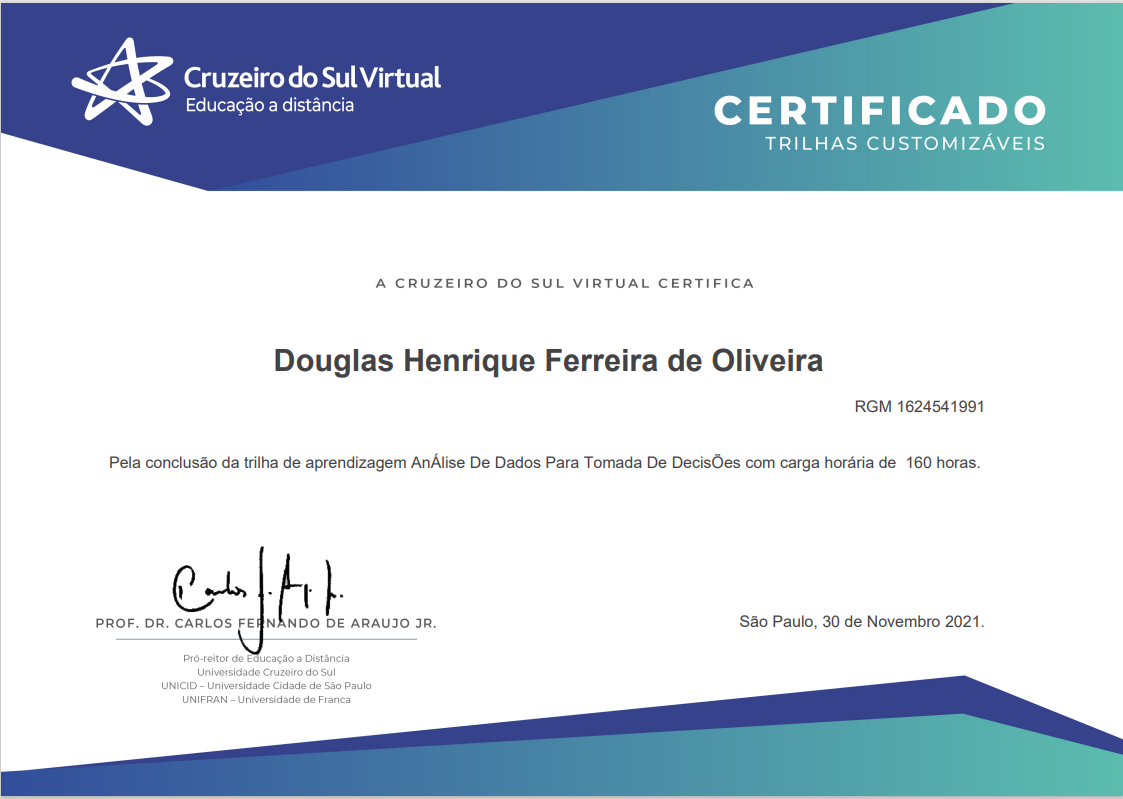 Cruzeiro do Sul Virtual
Educação a distância
CERTIFICADO
TRILHAS CUSTOMIZÁVEIS
A CRUZEIRO DO SUL VIRTUAL CERTIFICA
Douglas Henrique Ferreira de Oliveira
RGM 1624541991
Pela conclusão da trilha de aprendizagem AnÁlise De Dados Para Tomada De DecisÕes com carga horária de  160 horas.
PROF. DR. CARLOS FERNANDO DE ARAUJO JR.
São Paulo, 30 de Novembro 2021.
Pró-reitor de Educação a Distância
Universidade Cruzeiro do Sul
UNICID – Universidade Cidade de São Paulo
UNIFRAN – Universidade de Franca